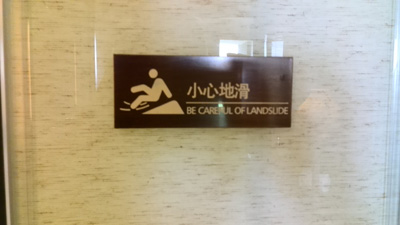 小心地滑
BE CAREFUL OF LANDSLIDE